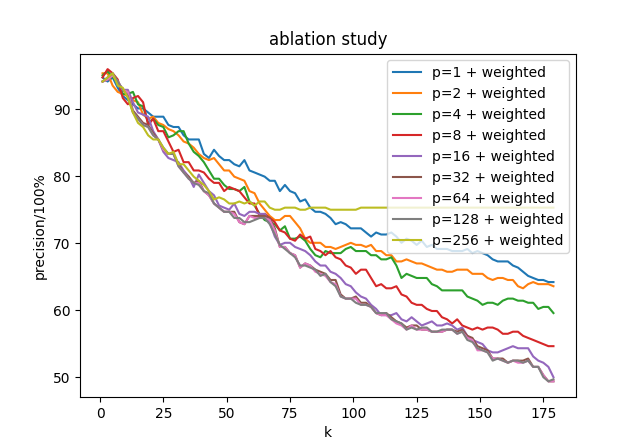 ablation study
precision/100%
90
80
70
60
50
p=1 + weighted
p=2 + weighted
p=4 + weighted
p=8 + weighted
p=16 + weighted
p=32 + weighted
p=64 + weighted
p=128 + weighted
p=256 + weighted
0 25 50 75 100 125 150 175
k